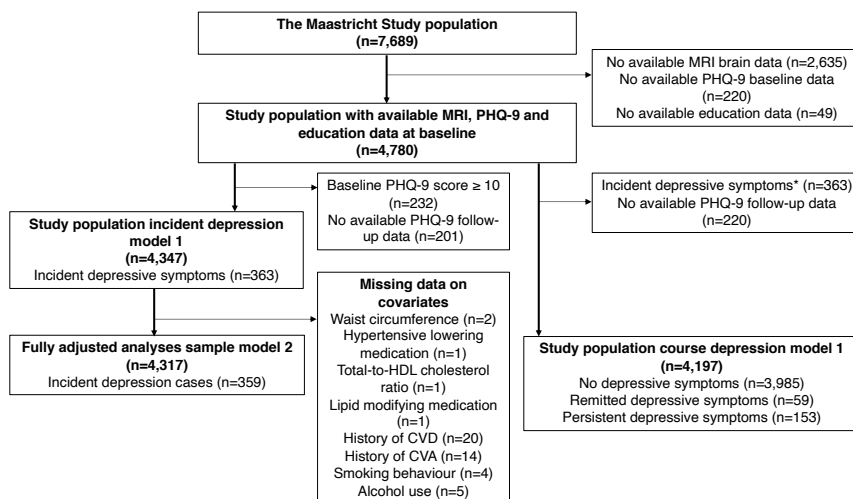 The Maastricht Study population
(n=7,689)
No available MRI brain data (n=2,635)
No available PHQ-9 baseline data
(n=220)
No available education data (n=49)
Study population with available MRI, PHQ-9 and
education data at baseline
(n=4,780)
Baseline PHQ-9 score ≥ 10
(n=232)
No available PHQ-9 follow-
up data (n=201)
Incident depressive symptoms* (n=363)
No available PHQ-9 follow-up data
(n=220)
Study population incident depression
model 1
(n=4,347)
Incident depressive symptoms (n=363)
Missing data on
covariates
Waist circumference (n=2)
Hypertensive lowering
medication (n=1)
Total-to-HDL cholesterol
ratio (n=1)
Lipid modifying medication
(n=1)
History of CVD (n=20)
History of CVA (n=14)
Smoking behaviour (n=4)
Alcohol use (n=5)
Fully adjusted analyses sample model 2
(n=4,317)
Incident depression cases (n=359)
Study population course depression model 1
(n=4,197)
No depressive symptoms (n=3,985)
Remitted depressive symptoms (n=59)
Persistent depressive symptoms (n=153)